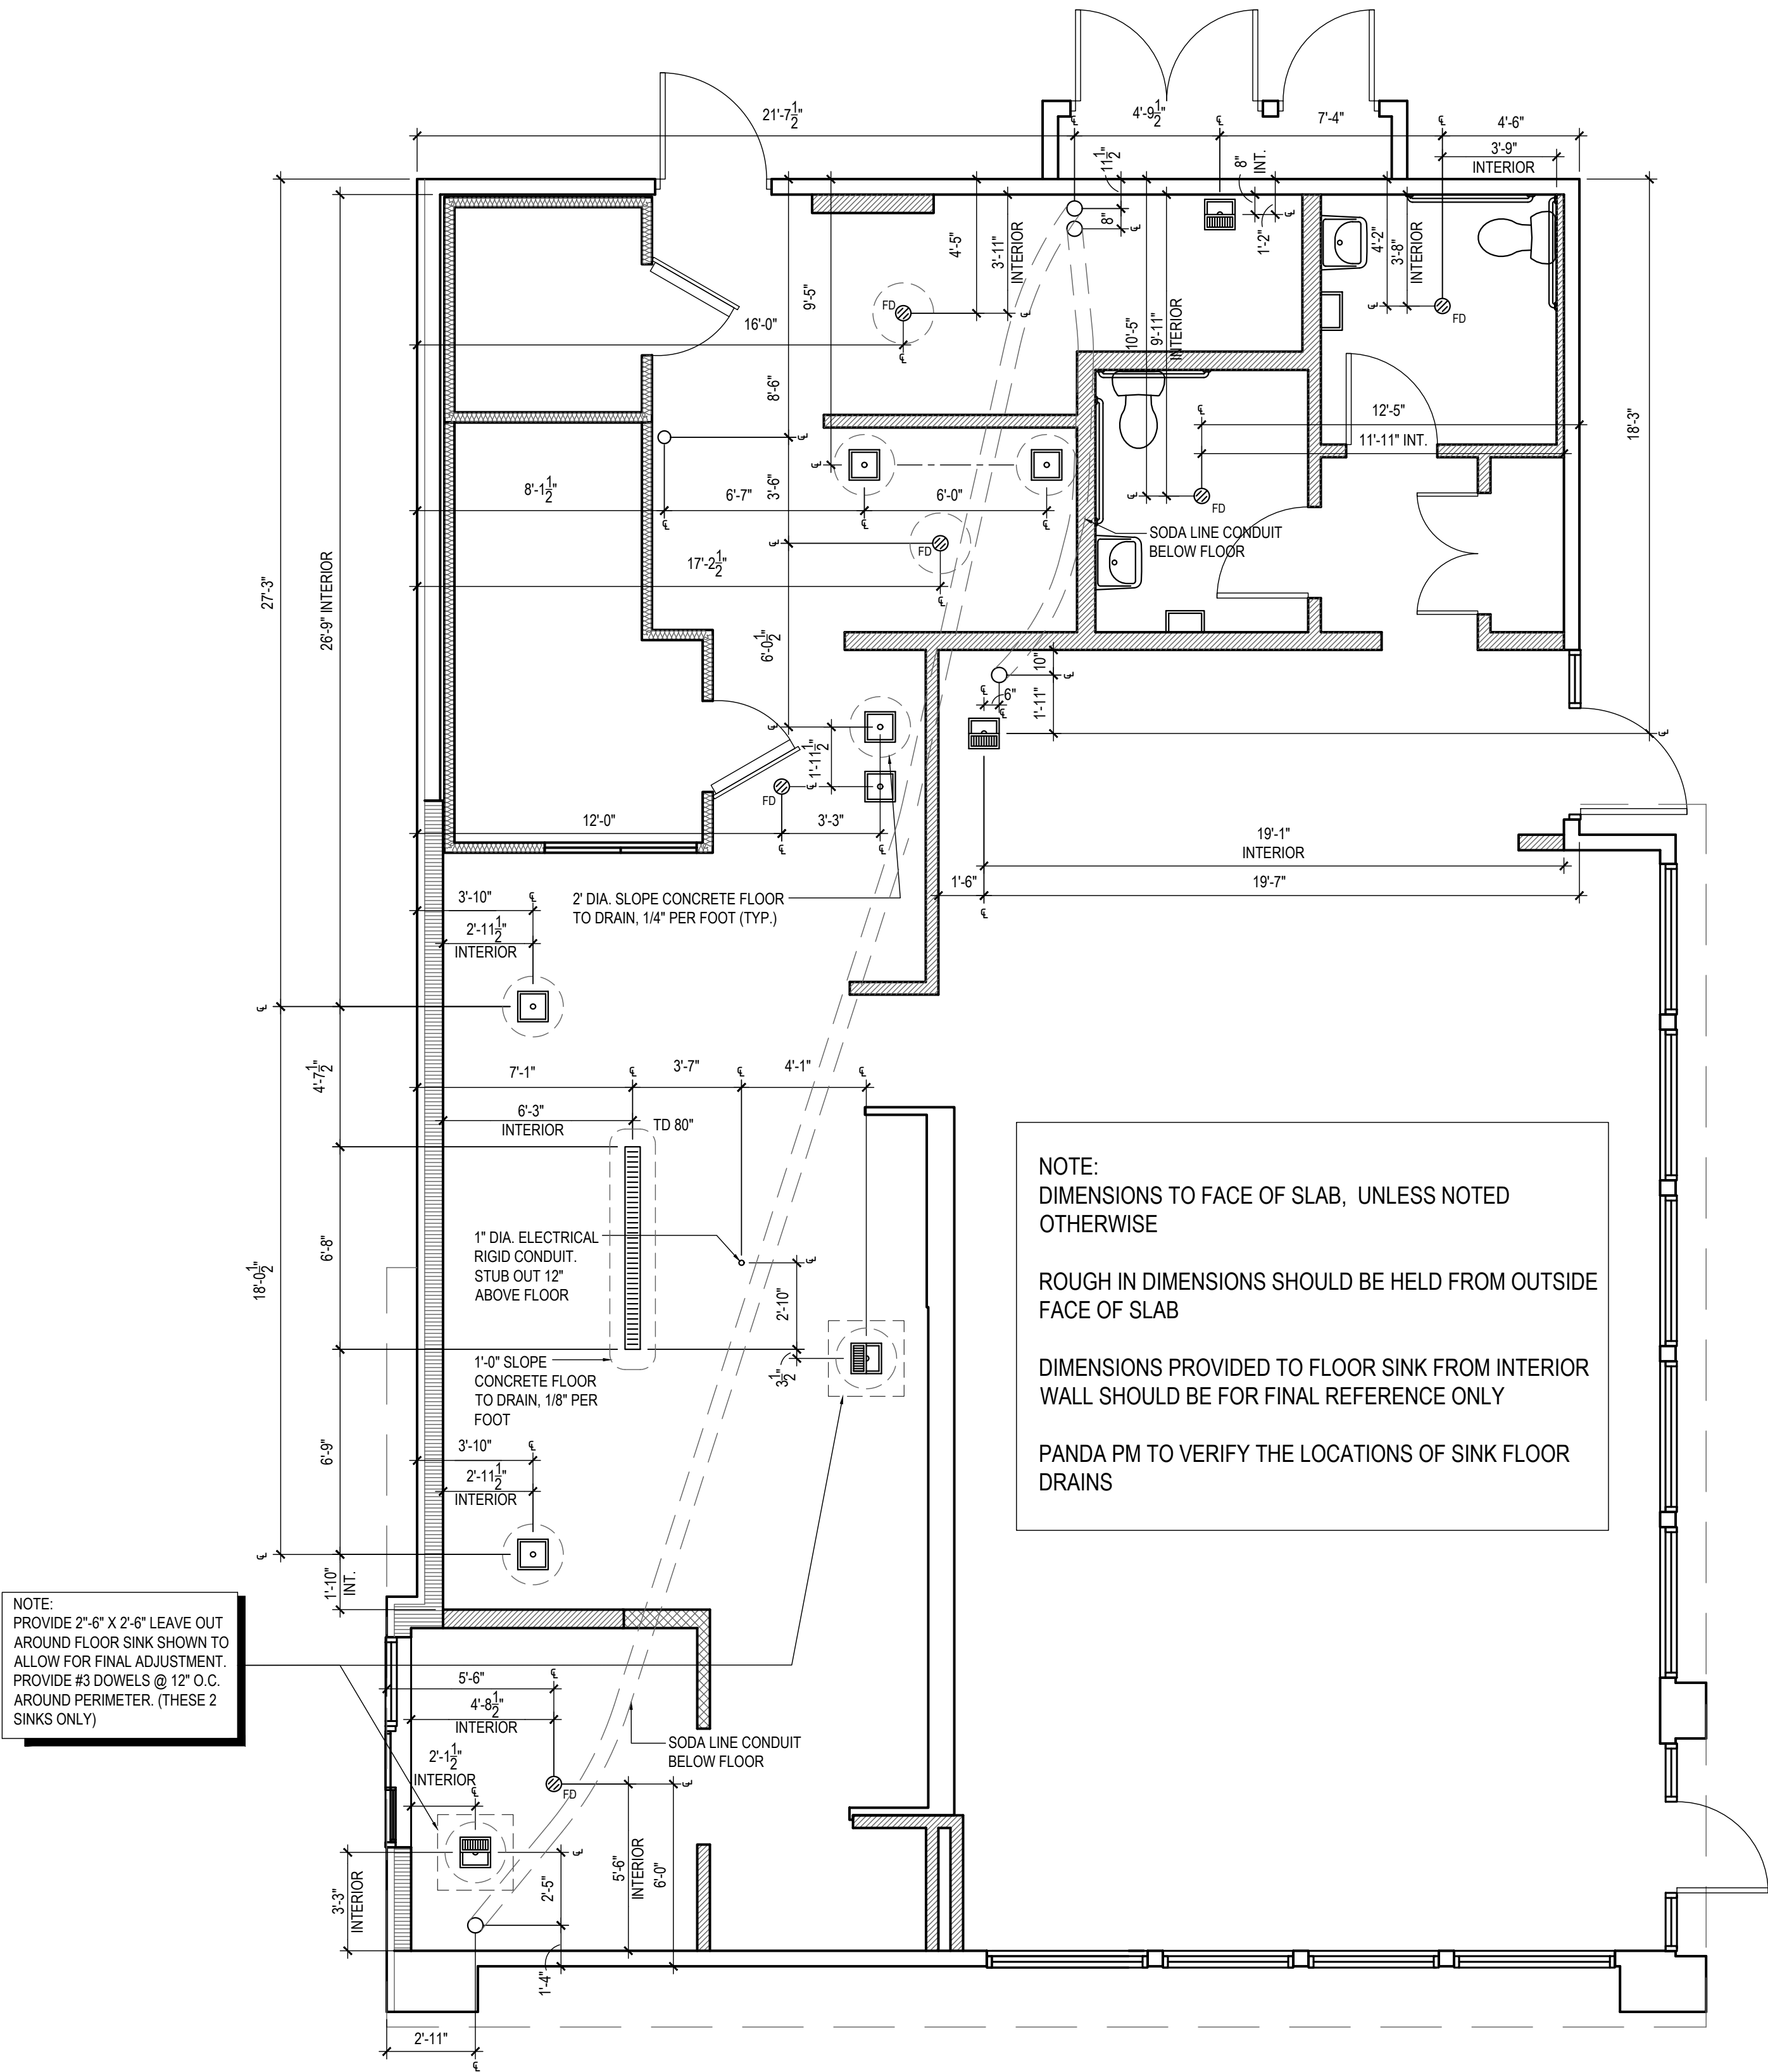 21'-7 1/2"
4'-9 1/2"
7'-4"
4'-6"
3'-9"
INTERIOR
11 1/2"
8"
8"
INT.
1'-2"
4'-5"
3'-11"
INTERIOR
4'-2"
3'-8"
INTERIOR
FD
FD
16'-0"
9'-5"
10'-5"
9'-11"
INTERIOR
8'-6"
12'-5"
11'-11" INT.
18'-3"
8'-1 1/2"
6'-7"
3'-6"
6'-0"
FD
SODA LINE CONDUIT
BELOW FLOOR
FD
17'-2 1/2"
27'-3"
26'-9" INTERIOR
6'-0 1/2"
10"
6"
1'-11"
1'-11 1/2"
FD
12'-0"
3'-3"
19'-1"
INTERIOR
1'-6"
19'-7"
3'-10"
2'-11 1/2"
INTERIOR
2' DIA. SLOPE CONCRETE FLOOR
TO DRAIN, 1/4" PER FOOT (TYP.)
4'-7 1/2"
7'-1"
3'-7"
4'-1"
6'-3"
INTERIOR
TD 80"
6'-8"
18'-0 1/2"
1" DIA. ELECTRICAL
RIGID CONDUIT.
STUB OUT 12"
ABOVE FLOOR
2'-10"
3 1/2"
1'-0" SLOPE
CONCRETE FLOOR
TO DRAIN, 1/8" PER
FOOT
NOTE:
DIMENSIONS TO FACE OF SLAB, UNLESS NOTED
OTHERWISE
ROUGH IN DIMENSIONS SHOULD BE HELD FROM OUTSIDE
FACE OF SLAB
DIMENSIONS PROVIDED TO FLOOR SINK FROM INTERIOR
WALL SHOULD BE FOR FINAL REFERENCE ONLY
PANDA PM TO VERIFY THE LOCATIONS OF SINK FLOOR
DRAINS
6'-9"
3'-10"
2'-11 1/2"
INTERIOR
1'-10"
INT.
NOTE:
PROVIDE 2"-6" X 2'-6" LEAVE OUT
AROUND FLOOR SINK SHOWN TO
ALLOW FOR FINAL ADJUSTMENT.
PROVIDE #3 DOWELS @ 12" O.C.
AROUND PERIMETER. (THESE 2
SINKS ONLY)
5'-6"
4'-8 1/2"
INTERIOR
SODA LINE CONDUIT
BELOW FLOOR
2'-1 1/2"
INTERIOR
FD
3'-3"
INTERIOR
2'-5"
5'-6"
INTERIOR
6'-0"
1'-4"
2'-11"